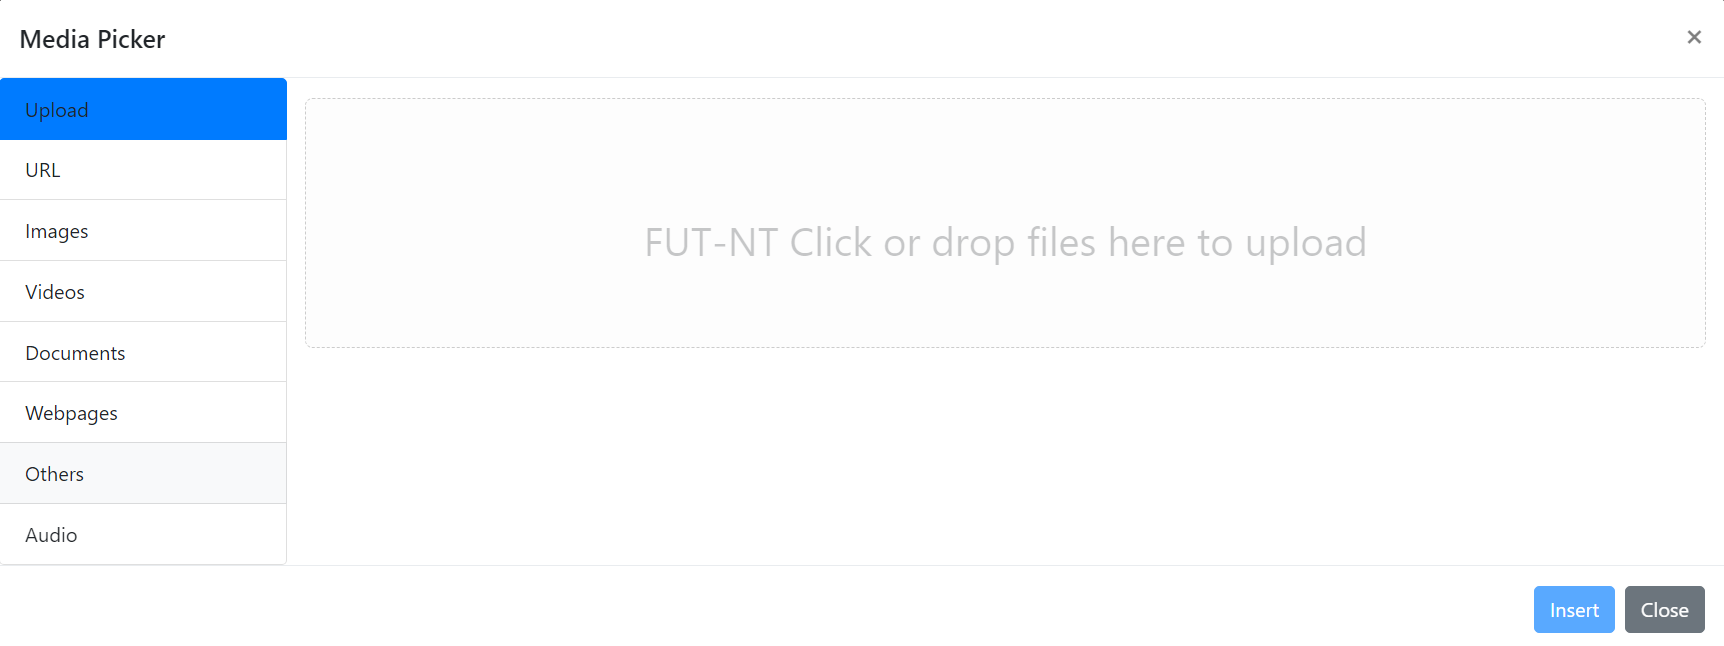 Media Picker
×
Upload
URL
Images
Videos
Documents
Webpages
Others
Audio
FUT-NT Click or drop files here to upload
Insert
Close